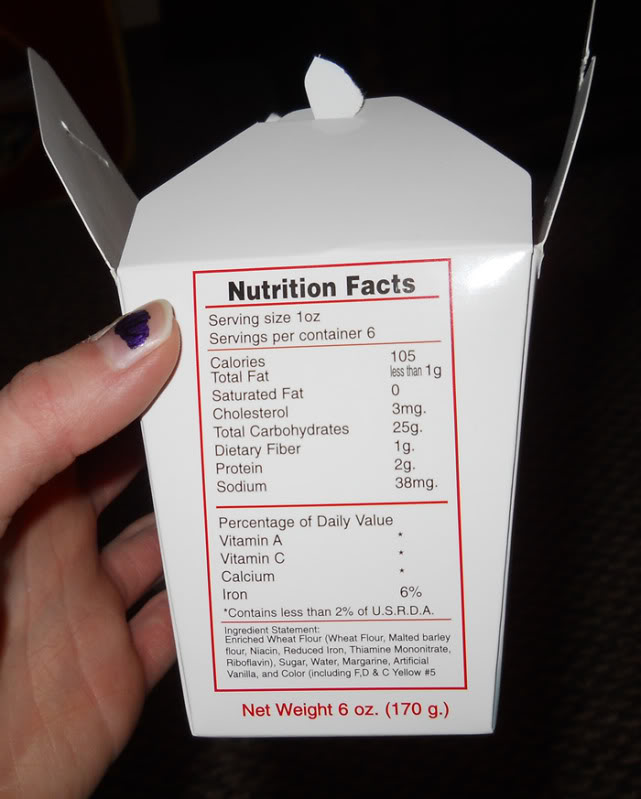 Nutrition Facts
Serving size 1oz
Servings per container 6
Calories 105
Total Fat less than 1g
Saturated Fat 0
Cholesterol 3mg.
Total Carbohydrates 25g.
Dietary Fiber 1g.
Protein 2g.
Sodium 38mg.
Percentage of Daily Value
Vitamin A *
Vitamin C *
Calcium *
Iron 6%
*Contains less than 2% of U.S.R.D.A.
Ingredient Statement:
Enriched Wheat Flour (Wheat Flour, Malted barley
flour, Niacin, Reduced Iron, Thiamine Mononitrate,
Riboflavin), Sugar, Water, Margarine, Artificial
Vanilla, and Color (including F,D & C Yellow #5
Net Weight 6 oz. (170 g.)